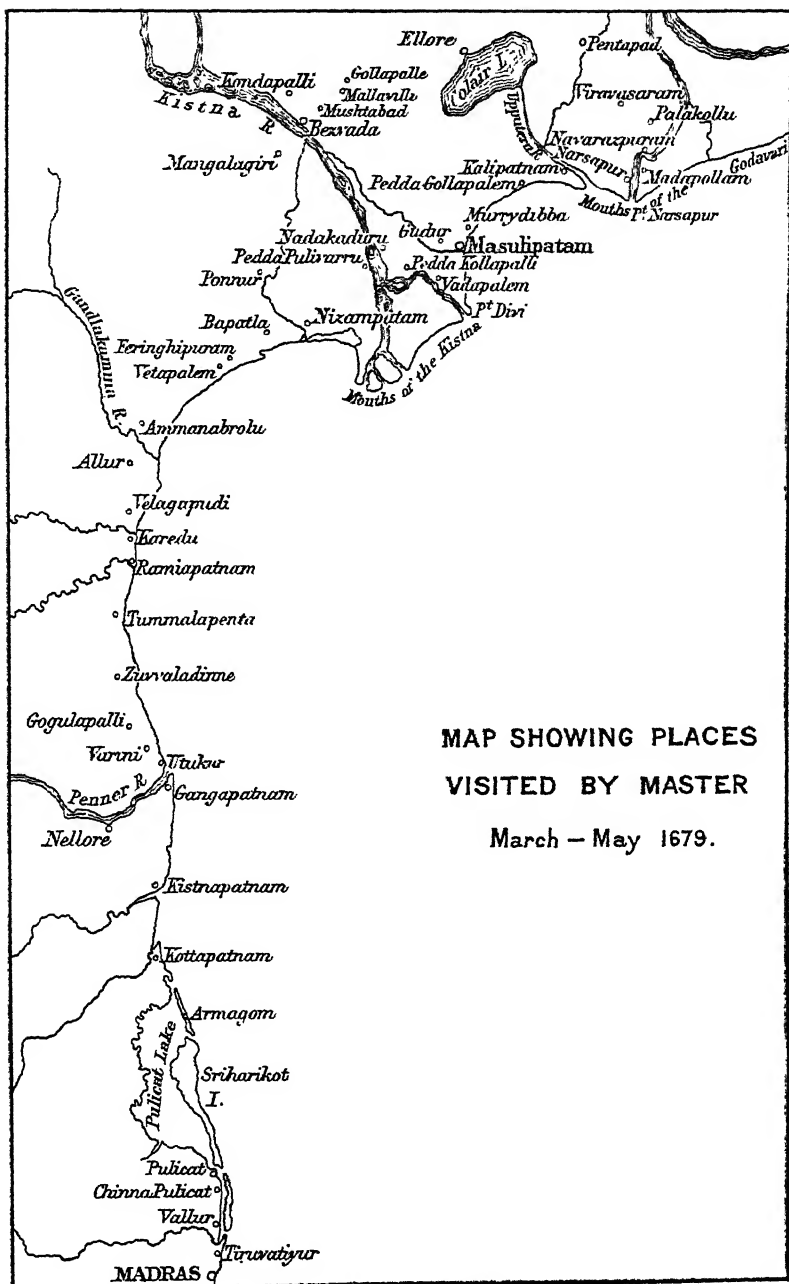 Ellore
Pentapad
Colair L.
Gollapalle
Kondapalli
Mallavilli
Viravasaram
Kistna R
Mushtabad
Palakollu
Bezvada
Upputeru R
Navarazpuram
Mangalagiri
Narsapur
Kalipatnam
Madapollam
Godavari
Pedda Gollapalem
Mouths of the
Pt Narsapur
Murrydibba
Gudur
Masulipatam
Nadakaduru
Pedda Pulivarru
Pedda Kollapalli
Ponnur
Vadapalem
Gundlakamma R.
Pt Divi
Bapatla
Nizampatam
Feringhipuram
Vetapalem
Mouths of the Kistna
Ammanabrolu
Allur
Velagapudi
Karedu
Ramiapatnam
Tummalapenta
Zuvvaladinne
Gogulapalli
Varini
Utukur
Penner R
Gangapatnam
Nellore
MAP SHOWING PLACES
VISITED BY MASTER
March – May 1679.
Kistnapatnam
Kottapatnam
Armagom
Pulicat Lake
Sriharikot
I.
Pulicat
Chinna Pulicat
Vallur
Tiruvatiyur
MADRAS